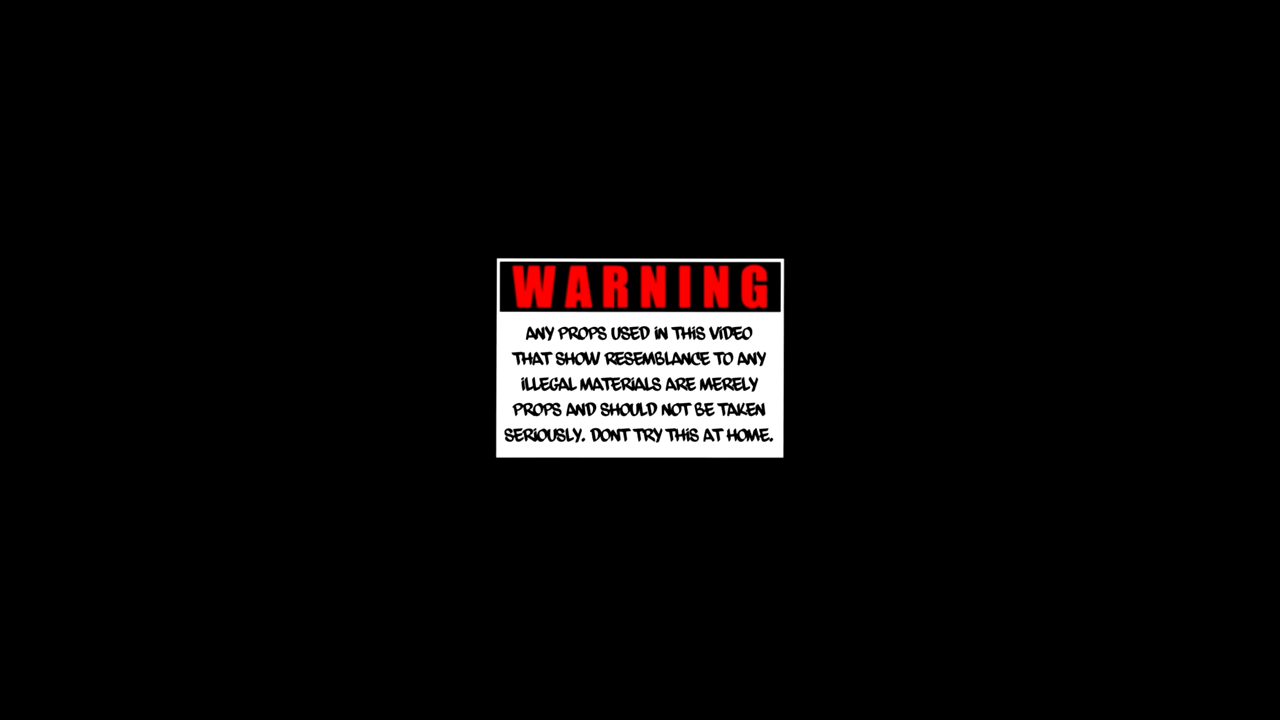 WARNING
ANY PROPS USED iN THiS ViDEO
THAT SHOW RESEMBLANCE TO ANY
iLLEGAL MATERiALS ARE MERELY
PROPS AND SHOULD NOT BE TAKEN
SERiOUSLY. DONT TRY THiS AT HOME.